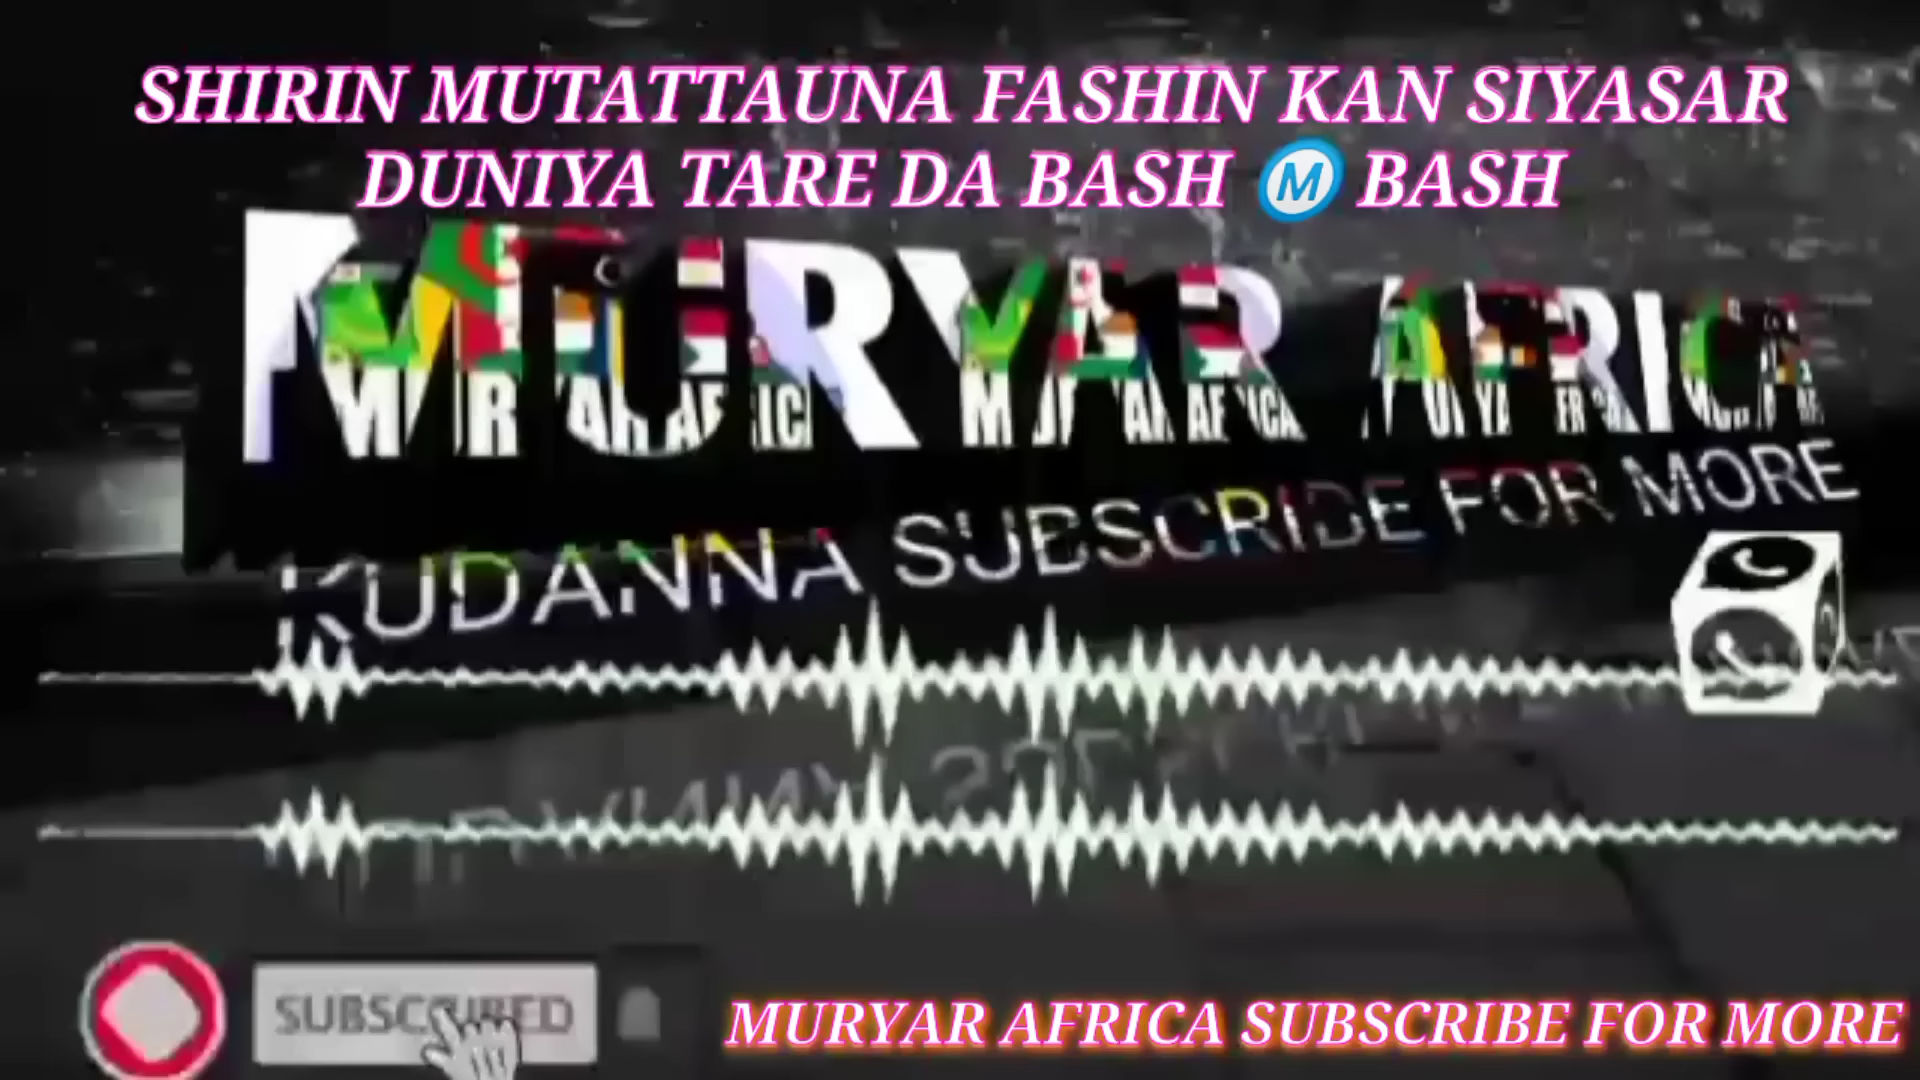 SHIRIN MUTATTAUNA FASHIN KAN SIYASAR
DUNIYA TARE DA BASH M BASH
MURYAR AFRICA
KUDANNA SUBSCRIBE FOR MORE
SUBSCRIBED
MURYAR AFRICA SUBSCRIBE FOR MORE